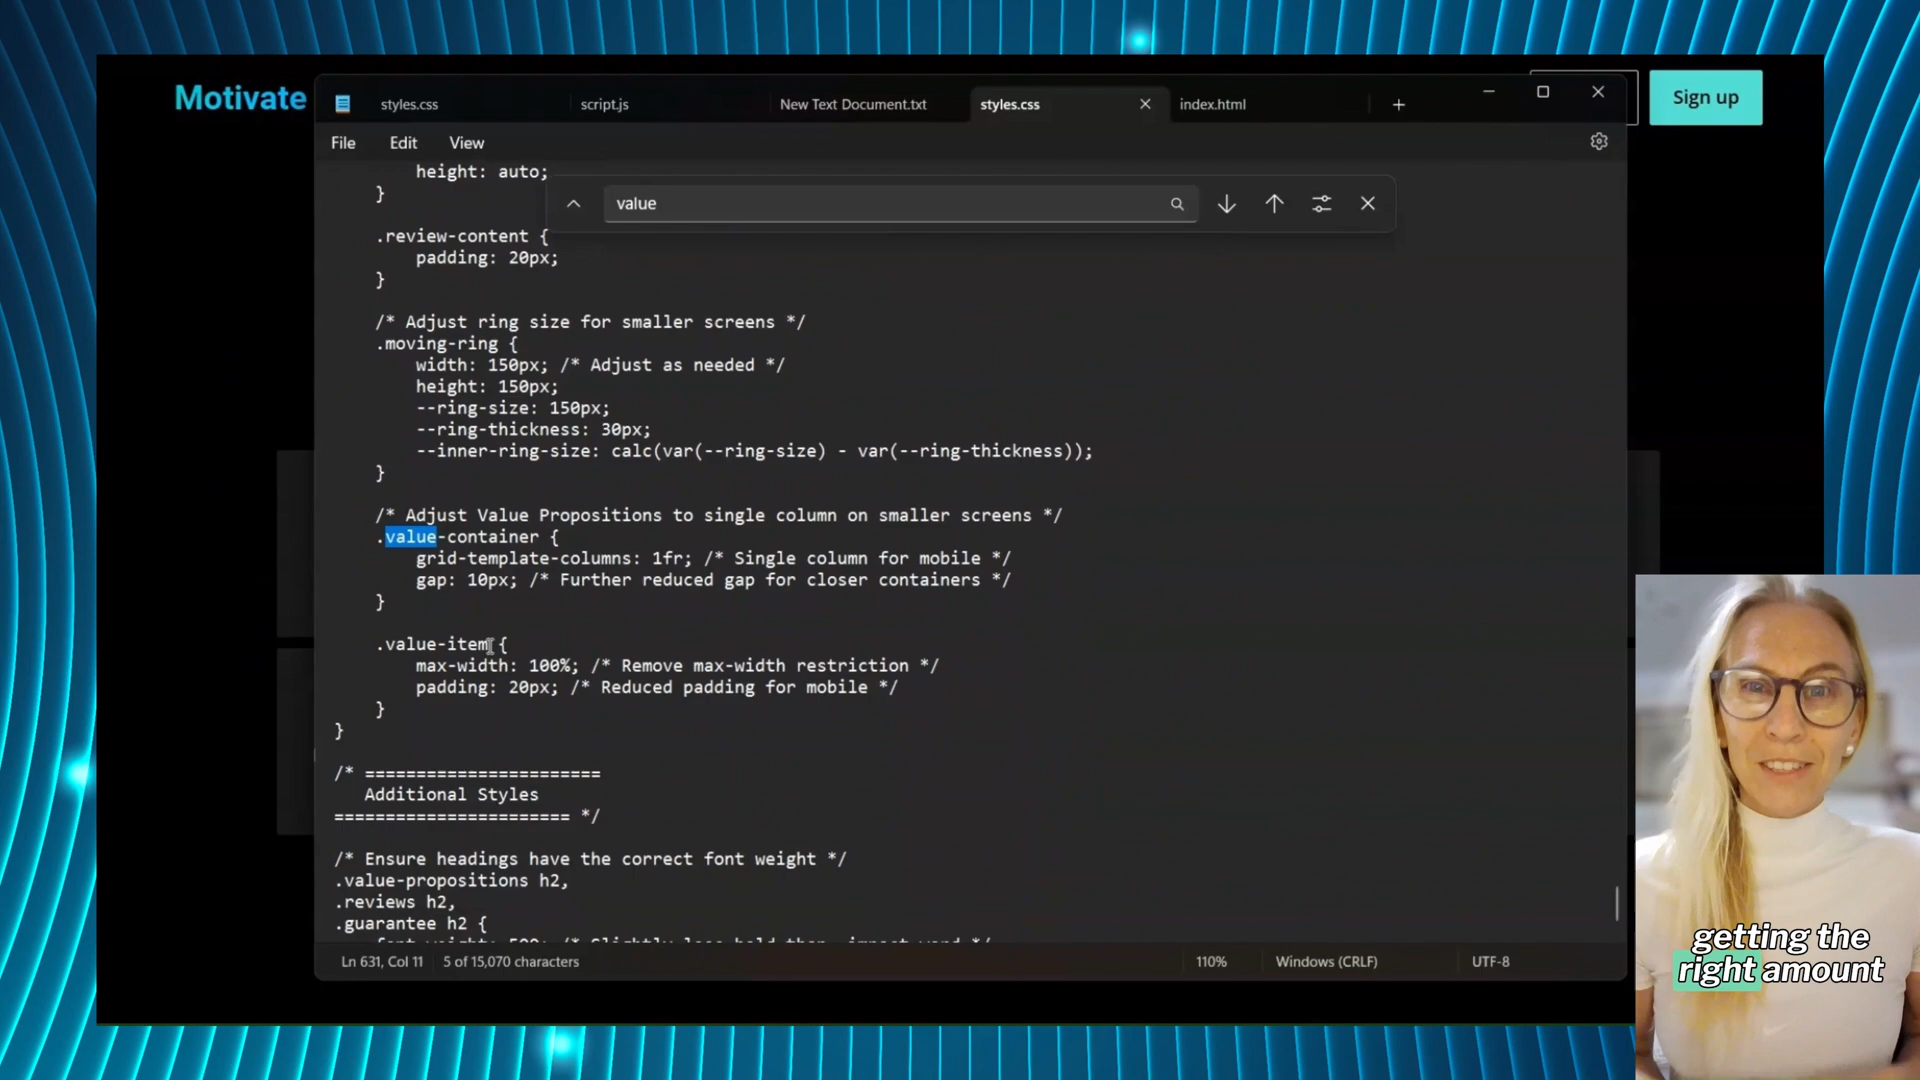 Motivate
styles.css
script.js
New Text Document.txt
styles.css
index.html
Sign up
File
Edit
View
value
height: auto;
}
.review-content {
padding: 20px;
}
/* Adjust ring size for smaller screens */
.moving-ring {
width: 150px; /* Adjust as needed */
height: 150px;
--ring-size: 150px;
--ring-thickness: 30px;
--inner-ring-size: calc(var(--ring-size) - var(--ring-thickness));
}
/* Adjust Value Propositions to single column on smaller screens */
.value-container {
grid-template-columns: 1fr; /* Single column for mobile */
gap: 10px; /* Further reduced gap for closer containers */
}
.value-item {
max-width: 100%; /* Remove max-width restriction */
padding: 20px; /* Reduced padding for mobile */
}
}
/* =======================
Additional Styles
======================= */
/* Ensure headings have the correct font weight */
.value-propositions h2,
.reviews h2,
.guarantee h2 {
Ln 631, Col 11
5 of 15,070 characters
110%
Windows (CRLF)
UTF-8
getting the
right amount